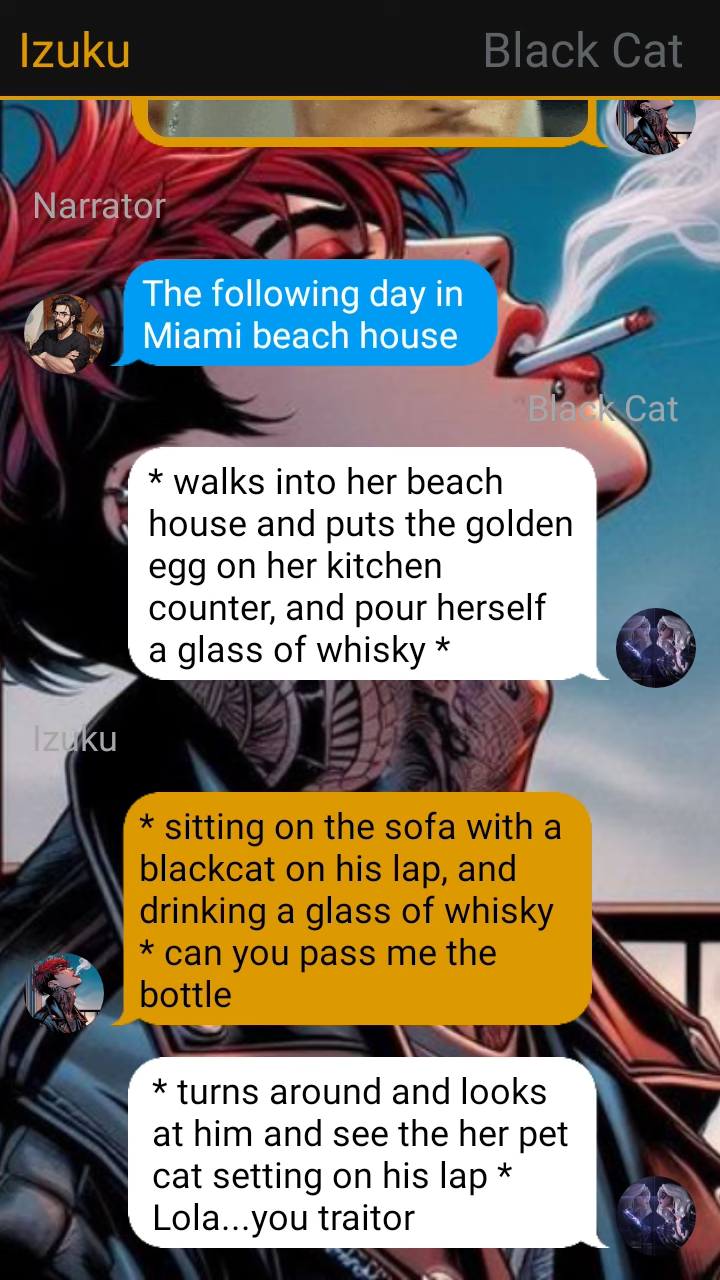 Izuku
Black Cat
Narrator
The following day in
Miami beach house
Black Cat
* walks into her beach
house and puts the golden
egg on her kitchen
counter, and pour herself
a glass of whisky *
Izuku
* sitting on the sofa with a
blackcat on his lap, and
drinking a glass of whisky
* can you pass me the
bottle
* turns around and looks
at him and see the her pet
cat setting on his lap *
Lola...you traitor